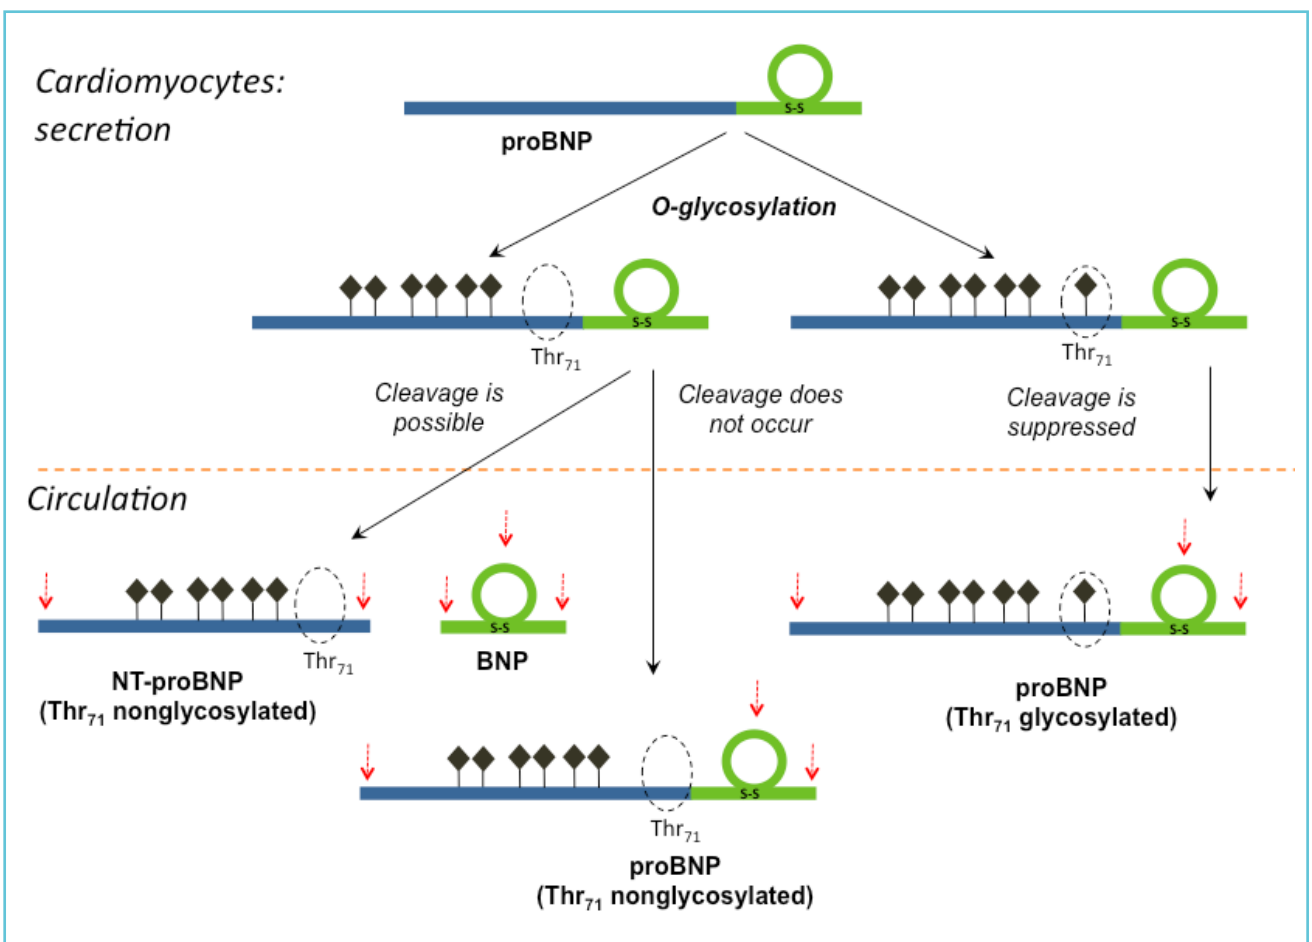 Cardiomyocytes:
secretion
S-S
proBNP
O-glycosylation
S-S
S-S
Thr71
Thr71
Cleavage is
possible
Cleavage does
not occur
Cleavage is
suppressed
Circulation
S-S
S-S
Thr71
BNP
NT-proBNP
(Thr71 nonglycosylated)
proBNP
(Thr71 glycosylated)
S-S
Thr71
proBNP
(Thr71 nonglycosylated)